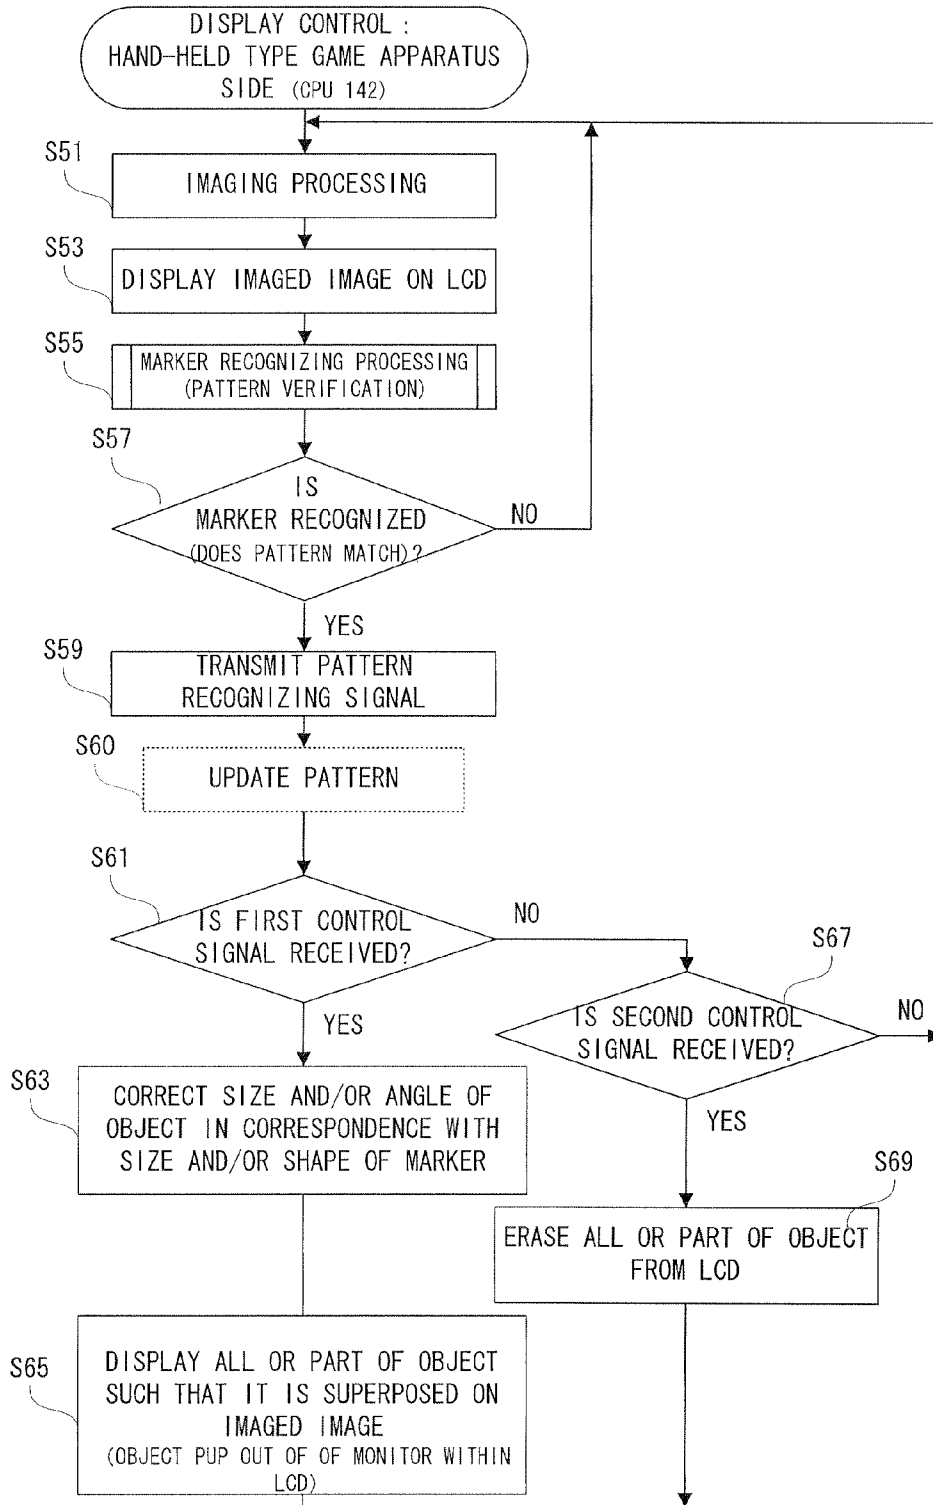 DISPLAY CONTROL :
HAND-HELD TYPE GAME APPARATUS
SIDE (CPU 142)
S51
IMAGING PROCESSING
S53
DISPLAY IMAGED IMAGE ON LCD
S55
MARKER RECOGNIZING PROCESSING
(PATTERN VERIFICATION)
S57
IS
MARKER RECOGNIZED
(DOES PATTERN MATCH)?
NO
YES
S59
TRANSMIT PATTERN
RECOGNIZING SIGNAL
S60
UPDATE PATTERN
S61
IS FIRST CONTROL
SIGNAL RECEIVED?
NO
YES
S67
IS SECOND CONTROL
SIGNAL RECEIVED?
NO
YES
S63
CORRECT SIZE AND/OR ANGLE OF
OBJECT IN CORRESPONDENCE WITH
SIZE AND/OR SHAPE OF MARKER
S69
ERASE ALL OR PART OF OBJECT
FROM LCD
S65
DISPLAY ALL OR PART OF OBJECT
SUCH THAT IT IS SUPERPOSED ON
IMAGED IMAGE
(OBJECT PUP OUT OF OF MONITOR WITHIN
LCD)